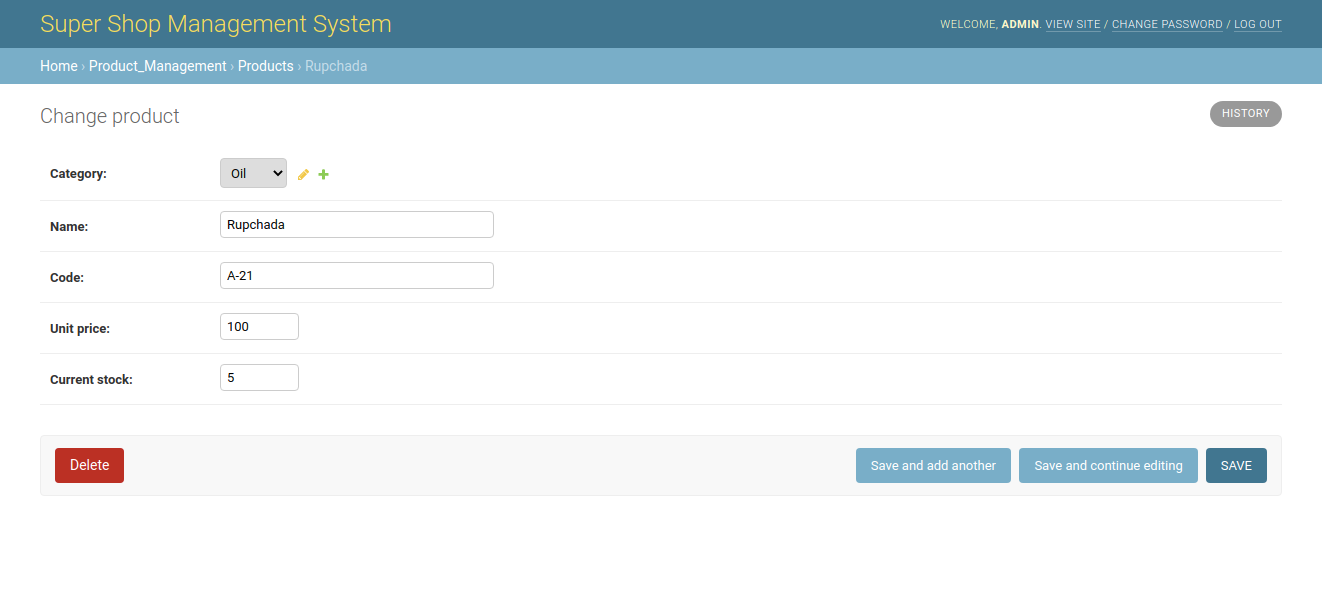 Super Shop Management System
WELCOME, ADMIN. VIEW SITE / CHANGE PASSWORD / LOG OUT
Home › Product_Management › Products › Rupchada
Change product
HISTORY
Category: Oil
Name: Rupchada
Code: A-21
Unit price: 100
Current stock: 5
Delete
Save and add another
Save and continue editing
SAVE